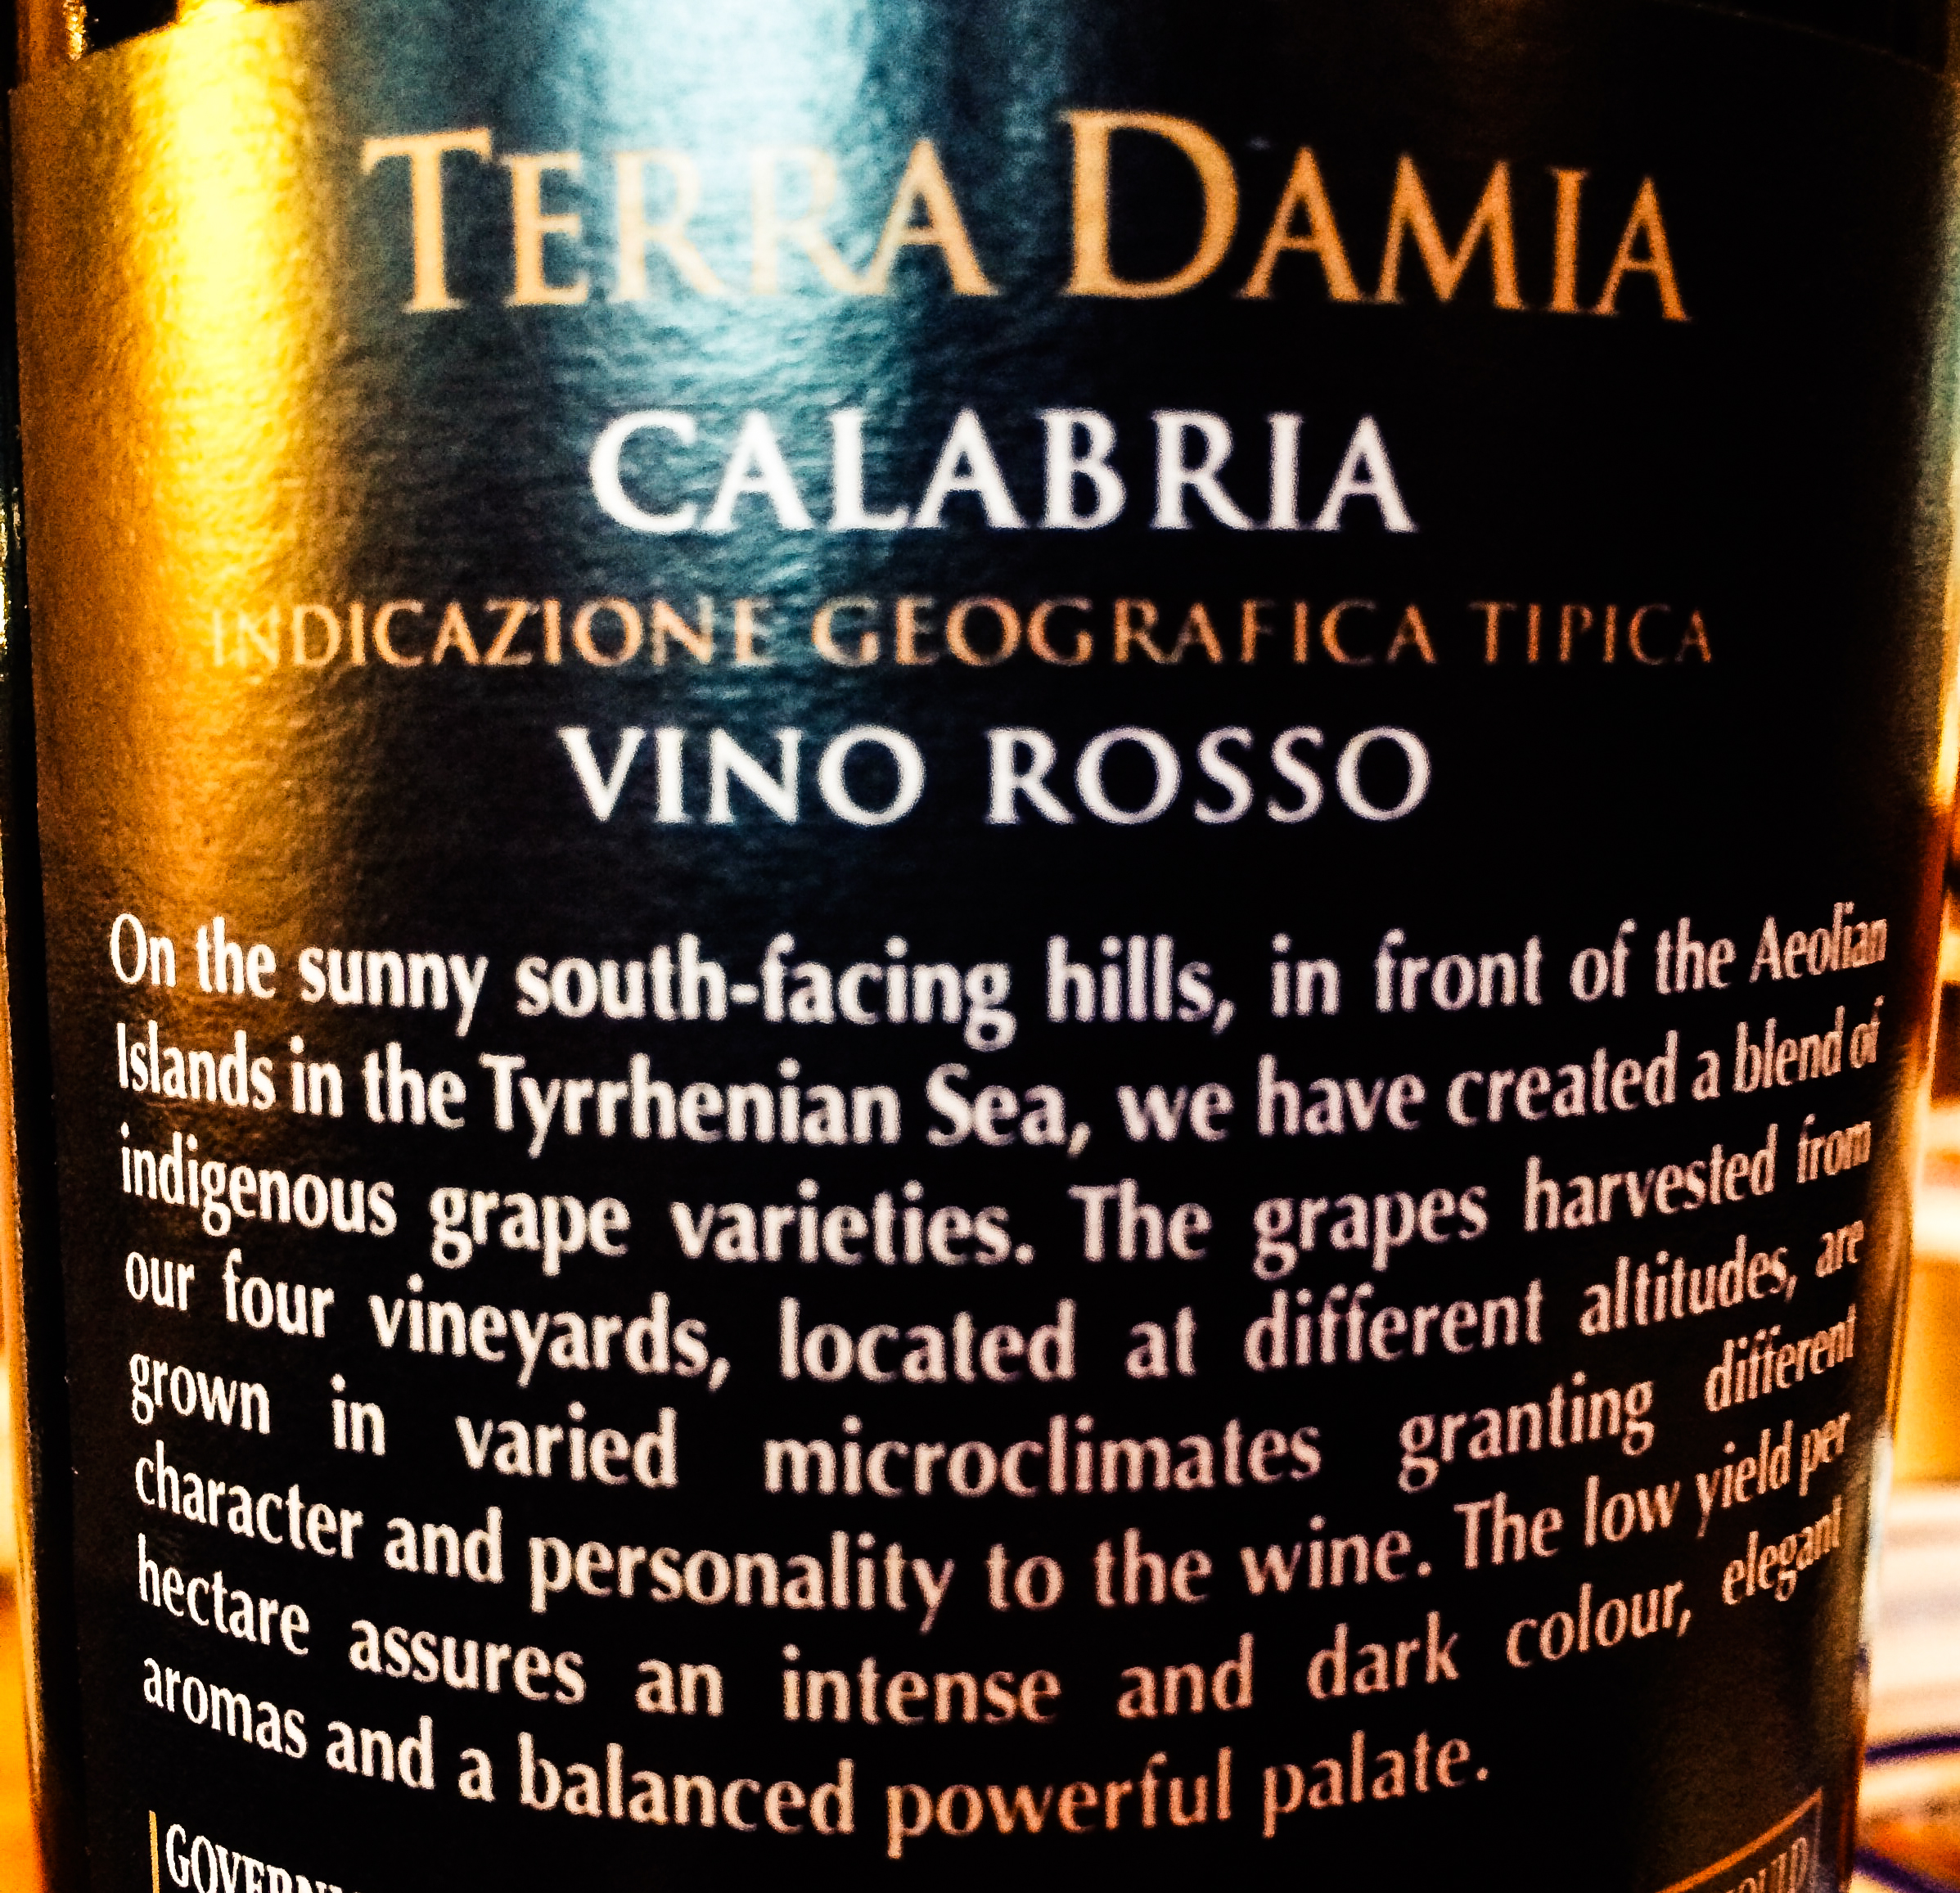 TERRA DAMIA
CALABRIA
INDICAZIONE GEOGRAFICA TIPICA
VINO ROSSO
On the sunny south-facing hills, in front of the Aeolian
Islands in the Tyrrhenian Sea, we have created a blend of
indigenous grape varieties. The grapes harvested from
our four vineyards, located at different altitudes, are
grown in varied microclimates granting different
character and personality to the wine. The low yield per
hectare assures an intense and dark colour, elegant
aromas and a balanced powerful palate.